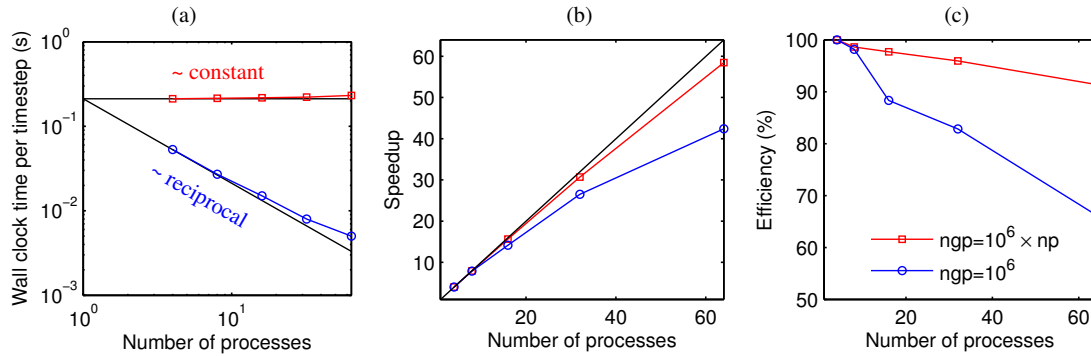 (a)
Wall clock time per timestep (s)
10^0
10^-1
10^-2
10^-3
~ constant
~ reciprocal
10^0
10^1
Number of processes
(b)
Speedup
60
50
40
30
20
10
20
40
60
Number of processes
(c)
Efficiency (%)
100
90
80
70
60
50
ngp=10^6 × np
ngp=10^6
20
40
60
Number of processes